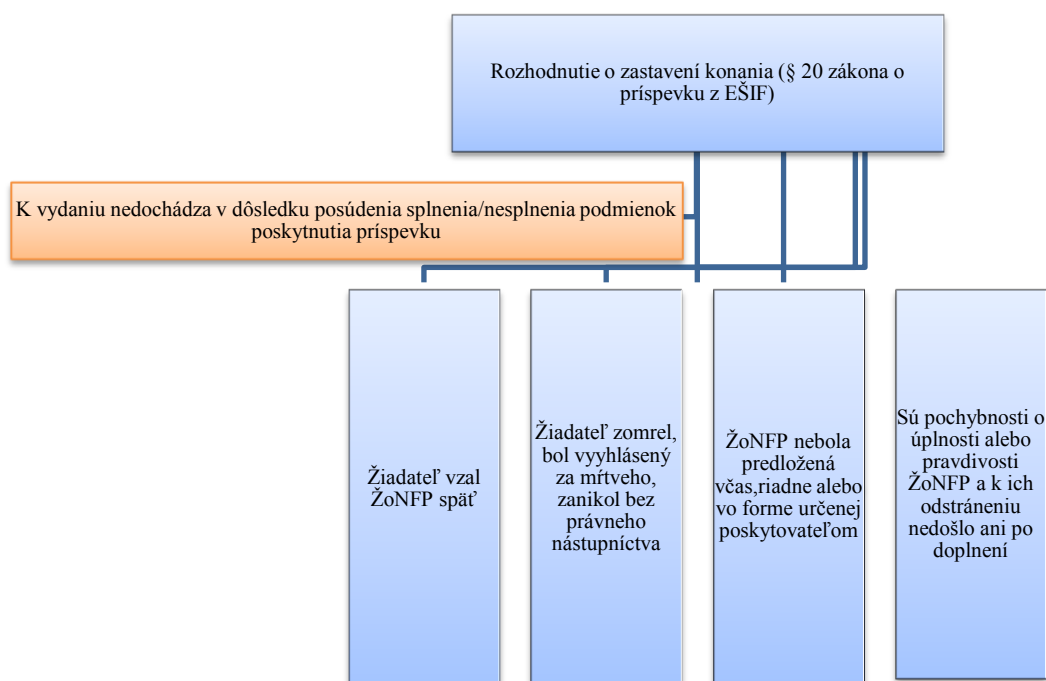 Rozhodnutie o zastavení konania (§ 20 zákona o
príspevku z EŠIF)
K vydaniu nedochádza v dôsledku posúdenia splnenia/nesplnenia podmienok
poskytnutia príspevku
Žiadateľ vzal
ŽoNFP späť
Žiadateľ zomrel,
bol vyyhlásený
za mŕtveho,
zanikol bez
právneho
nástupníctva
ŽoNFP nebola
predložená
včas,riadne alebo
vo forme určenej
poskytovateľom
Sú pochybnosti o
úplnosti alebo
pravdivosti
ŽoNFP a k ich
odstráneniu
nedošlo ani po
doplnení